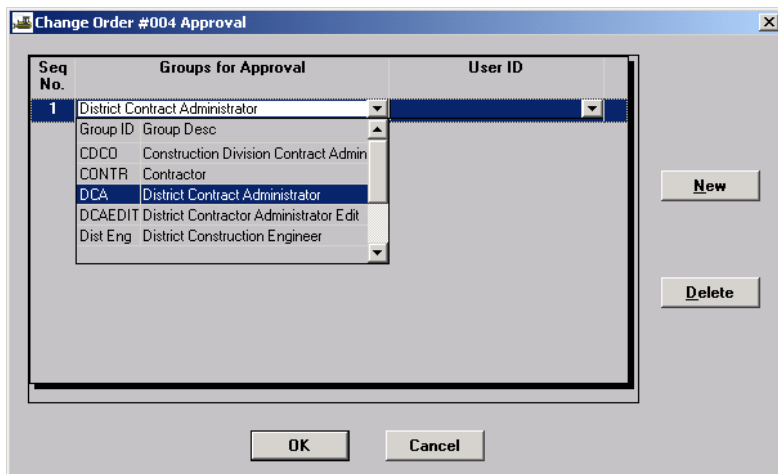 Change Order #004 Approval
Seq No. Groups for Approval User ID
1 District Contract Administrator
Group ID Group Desc
CDCO Construction Division Contract Admin
CONTR Contractor
DCA District Contract Administrator
DCAEDIT District Contractor Administrator Edit
Dist Eng District Construction Engineer
New
Delete
OK Cancel